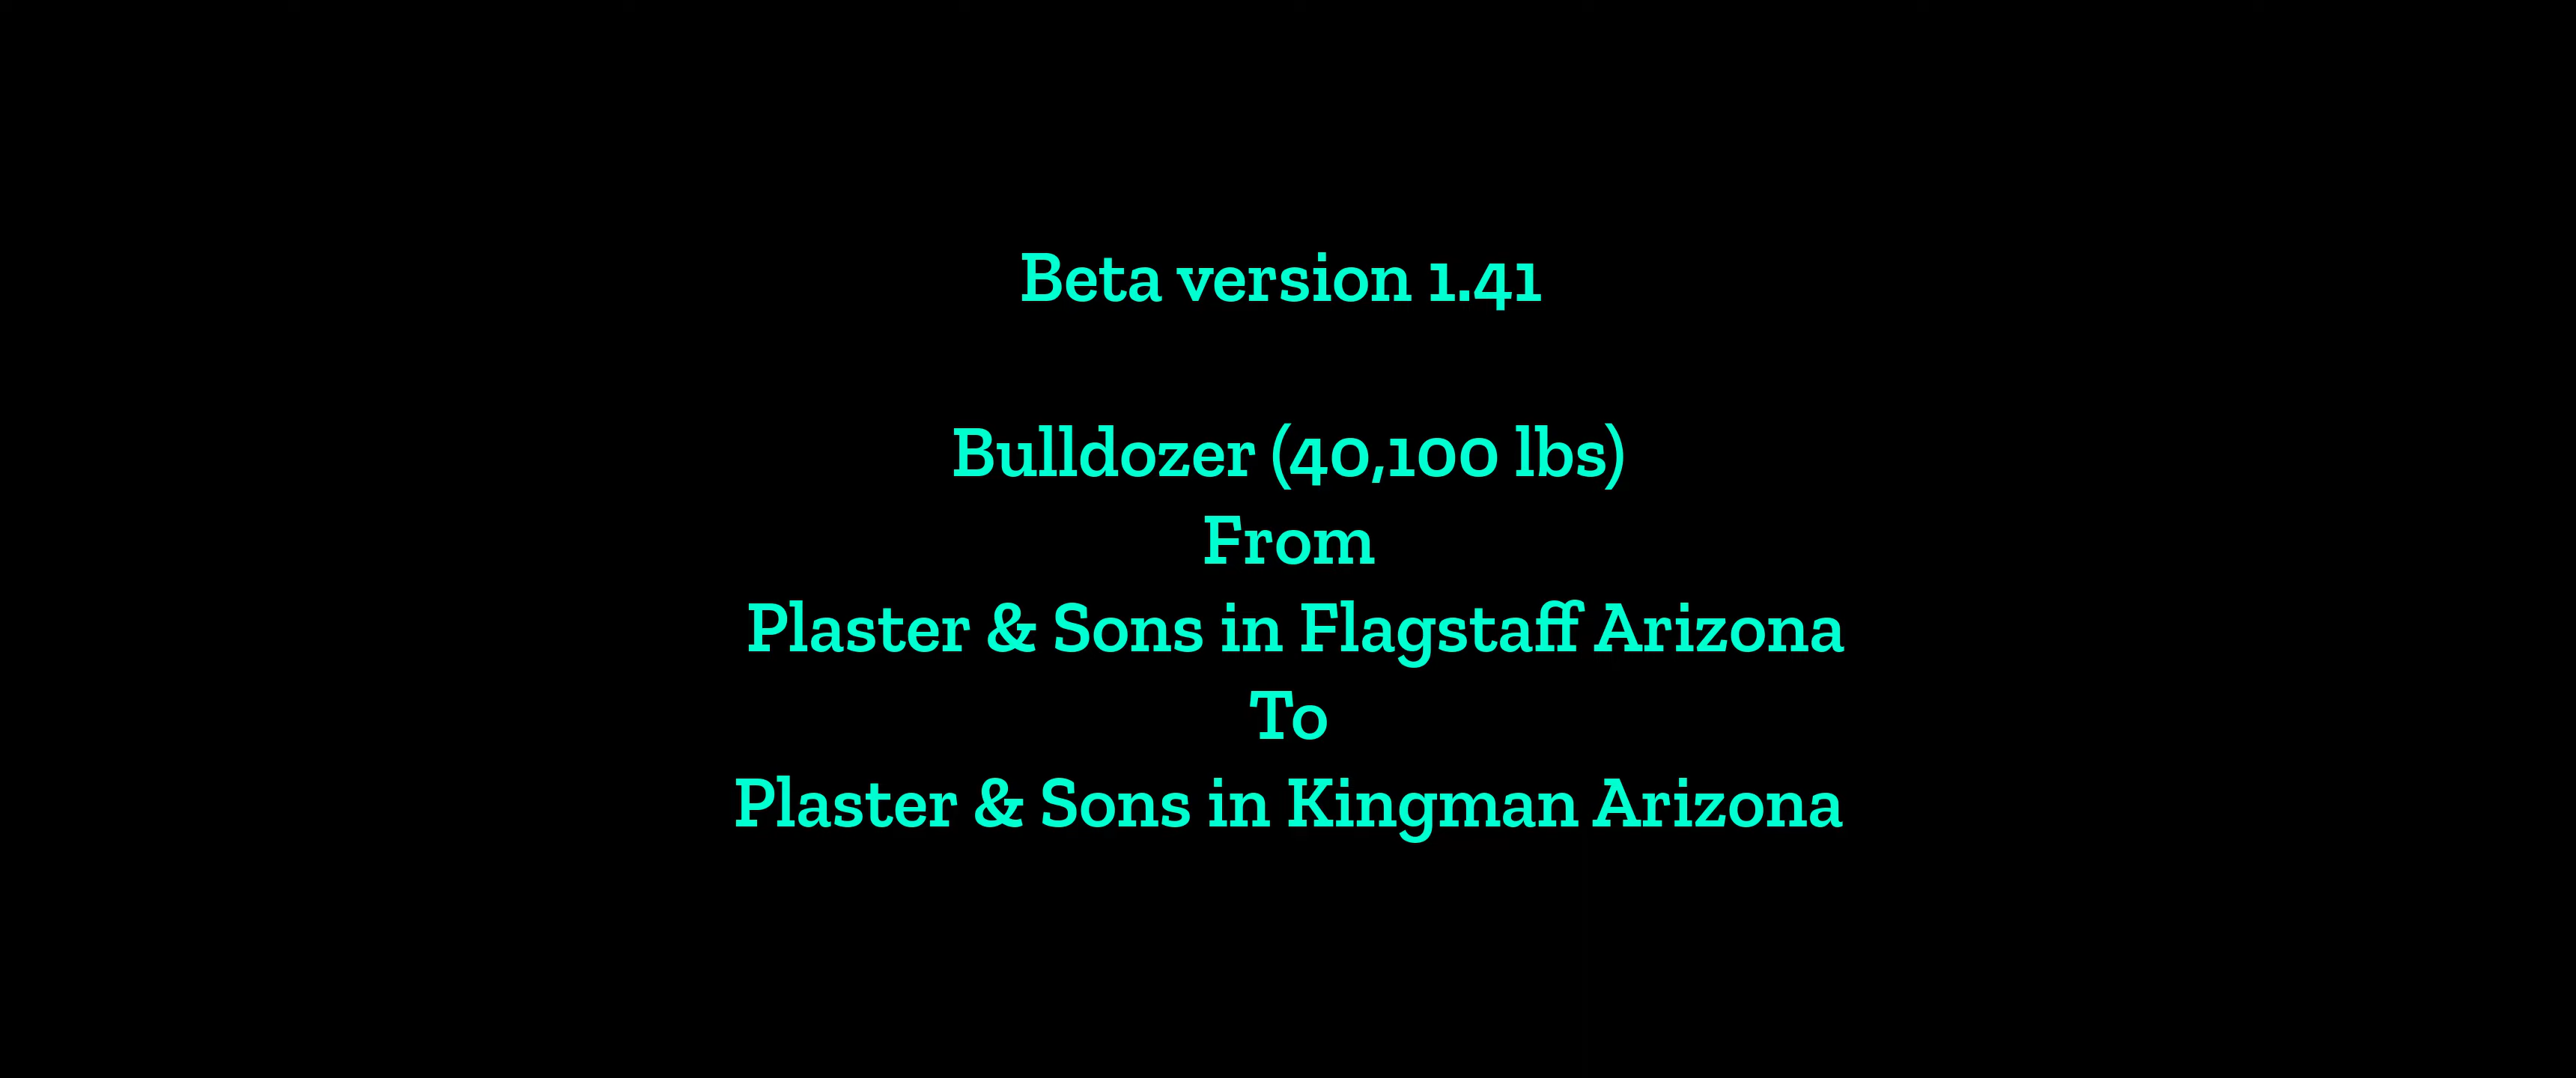 Beta version 1.41
Bulldozer (40,100 lbs)
From
Plaster & Sons in Flagstaff Arizona
To
Plaster & Sons in Kingman Arizona